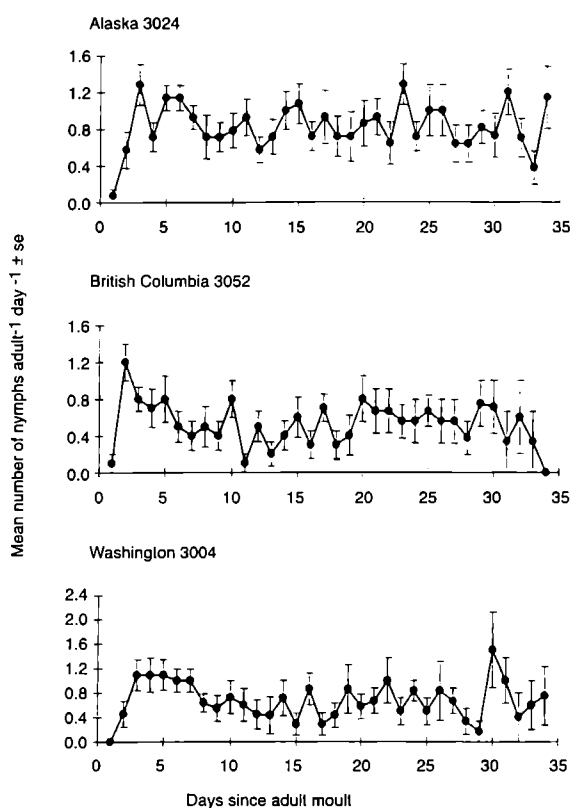 Alaska 3024
1.6
1.2
0.8
0.4
0.0
0 5 10 15 20 25 30 35
British Columbia 3052
1.6
1.2
0.8
0.4
0.0
0 5 10 15 20 25 30 35
Mean number of nymphs adult-1 day -1 ± se
Washington 3004
2.4
2.0
1.6
1.2
0.8
0.4
0.0
0 5 10 15 20 25 30 35
Days since adult moult